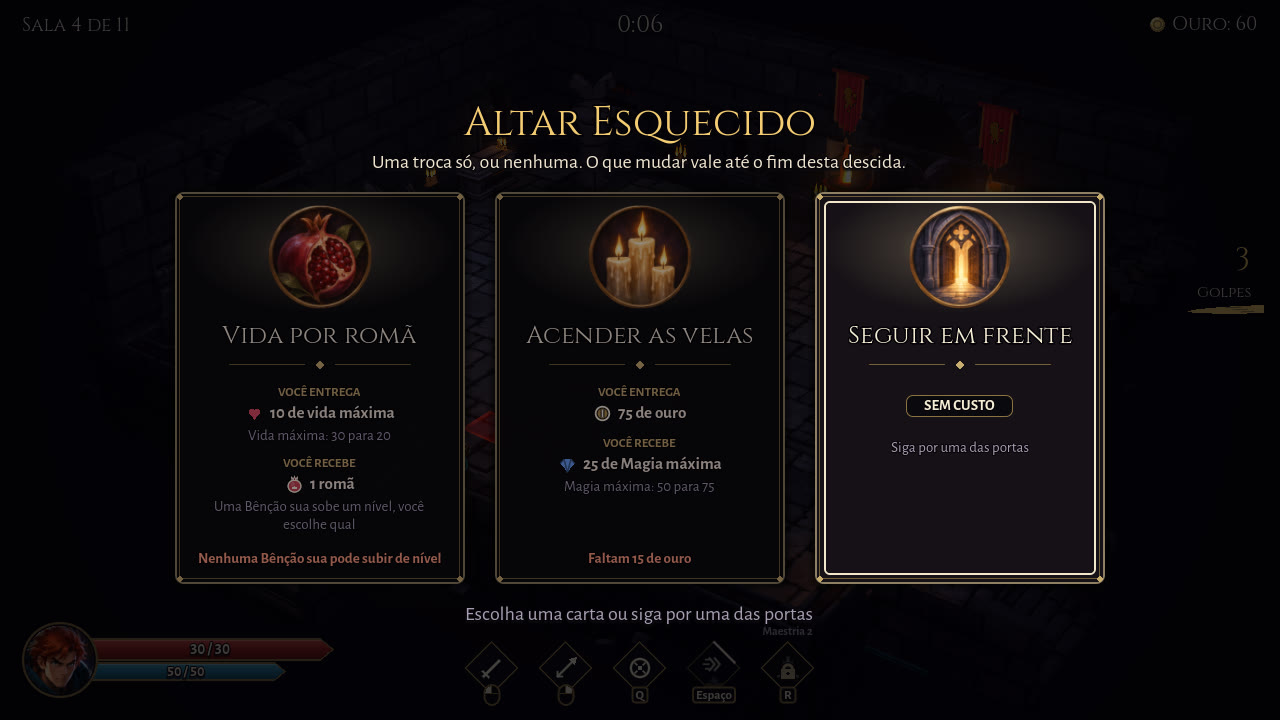 Sala 4 de 11
0:06
Ouro: 60
Altar Esquecido
Uma troca só, ou nenhuma. O que mudar vale até o fim desta descida.
Vida por romã
VOCÊ ENTREGA
10 de vida máxima
Vida máxima: 30 para 20
VOCÊ RECEBE
1 romã
Uma Bênção sua sobe um nível, você
escolhe qual
Nenhuma Bênção sua pode subir de nível
Acender as velas
VOCÊ ENTREGA
75 de ouro
VOCÊ RECEBE
25 de Magia máxima
Magia máxima: 50 para 75
Faltam 15 de ouro
Seguir em frente
SEM CUSTO
Siga por uma das portas
3
Golpes
Escolha uma carta ou siga por uma das portas
Maestria 2
30/30
50/50
Q
Espaço
R